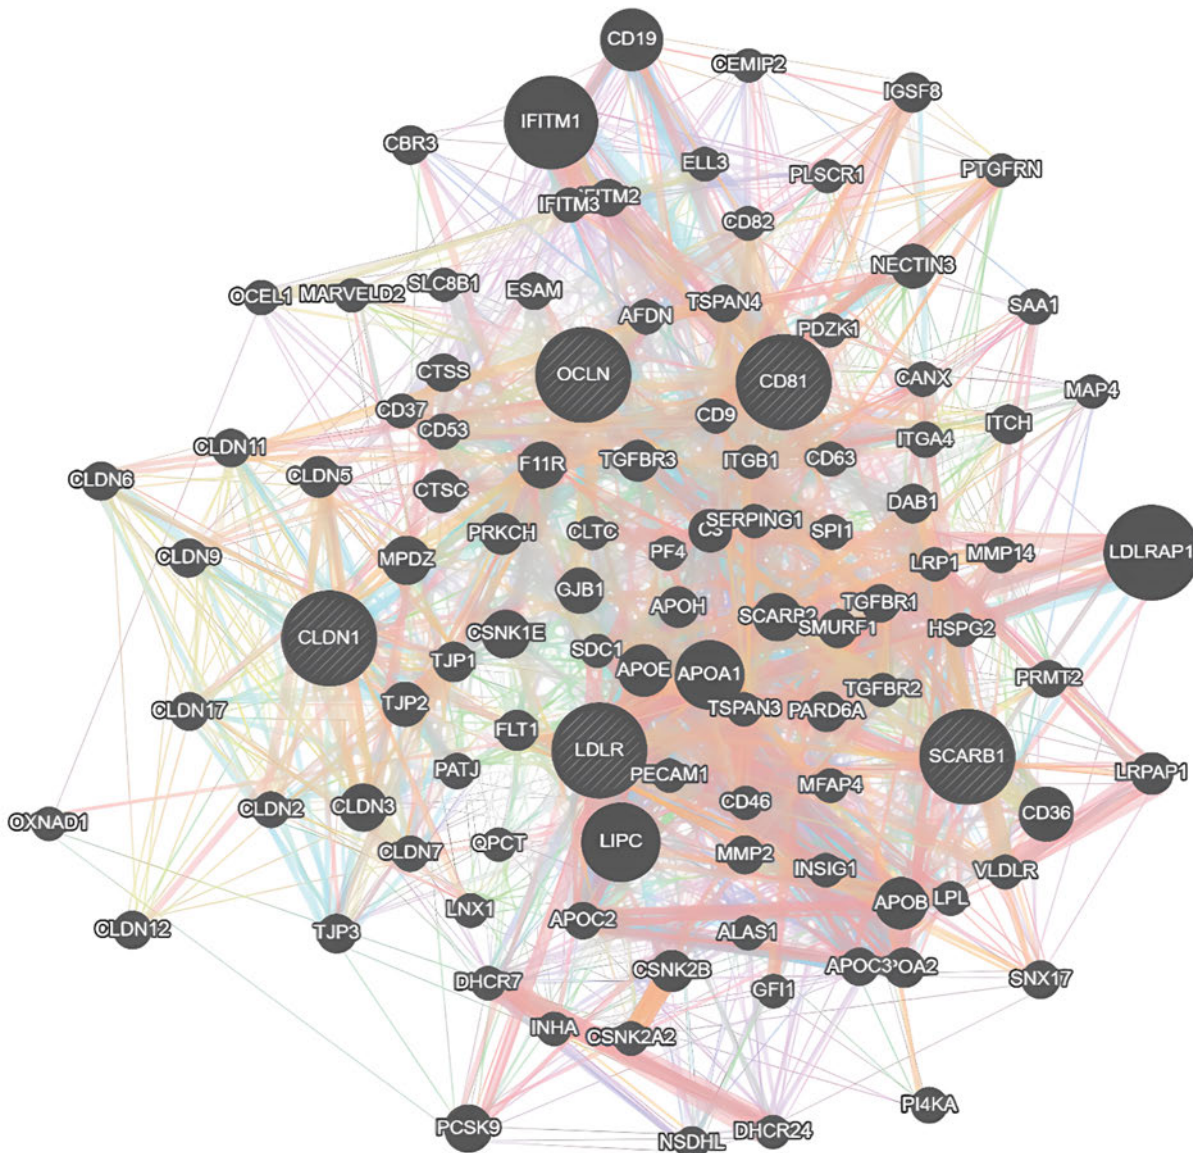 CD19
CEMIP2
IGSF8
IFITM1
CBR3
ELL3
PLSCR1
PTGFRN
IFITM3
IFITM2
CD82
NECTIN3
OCEL1
MARVELD2
SLC8B1
ESAM
AFDN
TSPAN4
PDZK1
SAA1
OCLN
CD81
CTSS
CANX
MAP4
CD37
CD53
CD9
ITCH
CLDN11
ITGA4
CLDN6
CLDN5
F11R
TGFBR3
ITGB1
CD63
CTSC
DAB1
PRKCH
CLTC
C3
SERPING1
SPI1
LDLRAP1
CLDN9
MPDZ
PF4
LRP1
MMP14
GJB1
APOH
SCARB2
TGFBR1
SMURF1
HSPG2
CLDN1
CSNK1E
SDC1
TJP1
APOE
APOA1
PRMT2
CLDN17
TJP2
TSPAN3
PARD6A
TGFBR2
FLT1
LDLR
SCARB1
PATJ
PECAM1
MFAP4
LRPAP1
OXNAD1
CLDN2
CLDN3
CD46
CD36
CLDN7
QPCT
LIPC
MMP2
INSIG1
VLDLR
LNX1
APOC2
APOB
LPL
CLDN12
TJP3
ALAS1
DHCR7
CSNK2B
GFI1
APOC3
POA2
SNX17
INHA
CSNK2A2
PI4KA
PCSK9
NSDHL
DHCR24